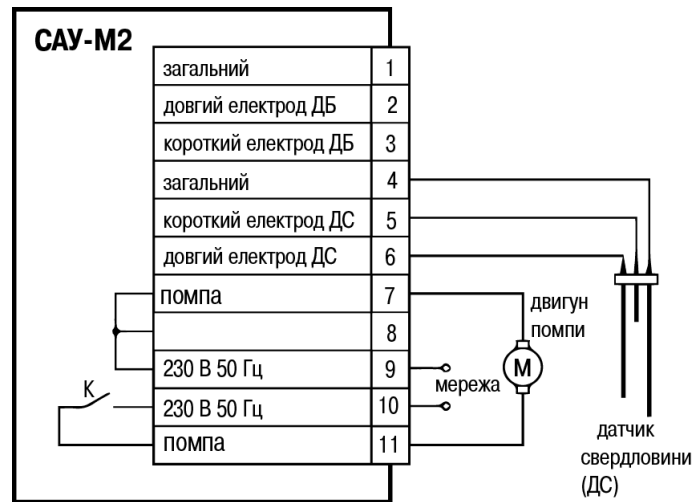 САУ-М2
загальний 1
довгий електрод ДБ 2
короткий електрод ДБ 3
загальний 4
короткий електрод ДС 5
довгий електрод ДС 6
помпа 7
8
230 В 50 Гц 9
230 В 50 Гц 10
помпа 11
К
двигун
помпи
М
мережа
датчик
свердловини
(ДС)